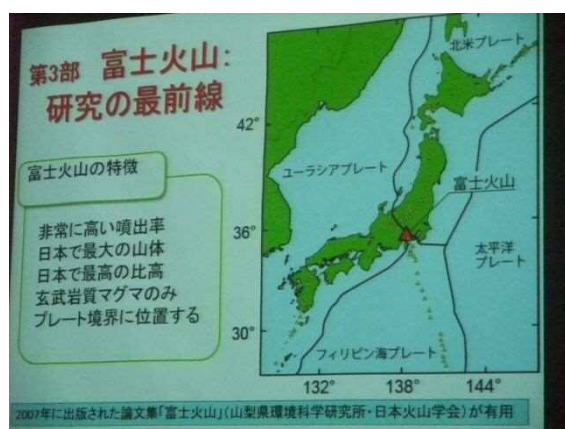 第3部 富士火山:
研究の最前線
富士火山の特徴
非常に高い噴出率
日本で最大の山体
日本で最高の比高
玄武岩質マグマのみ
プレート境界に位置する
北米プレート
ユーラシアプレート
富士火山
太平洋
プレート
フィリピン海プレート
42°
36°
30°
132°
138°
144°
2007年に出版された論文集「富士火山」(山梨県環境科学研究所・日本火山学会)が有用